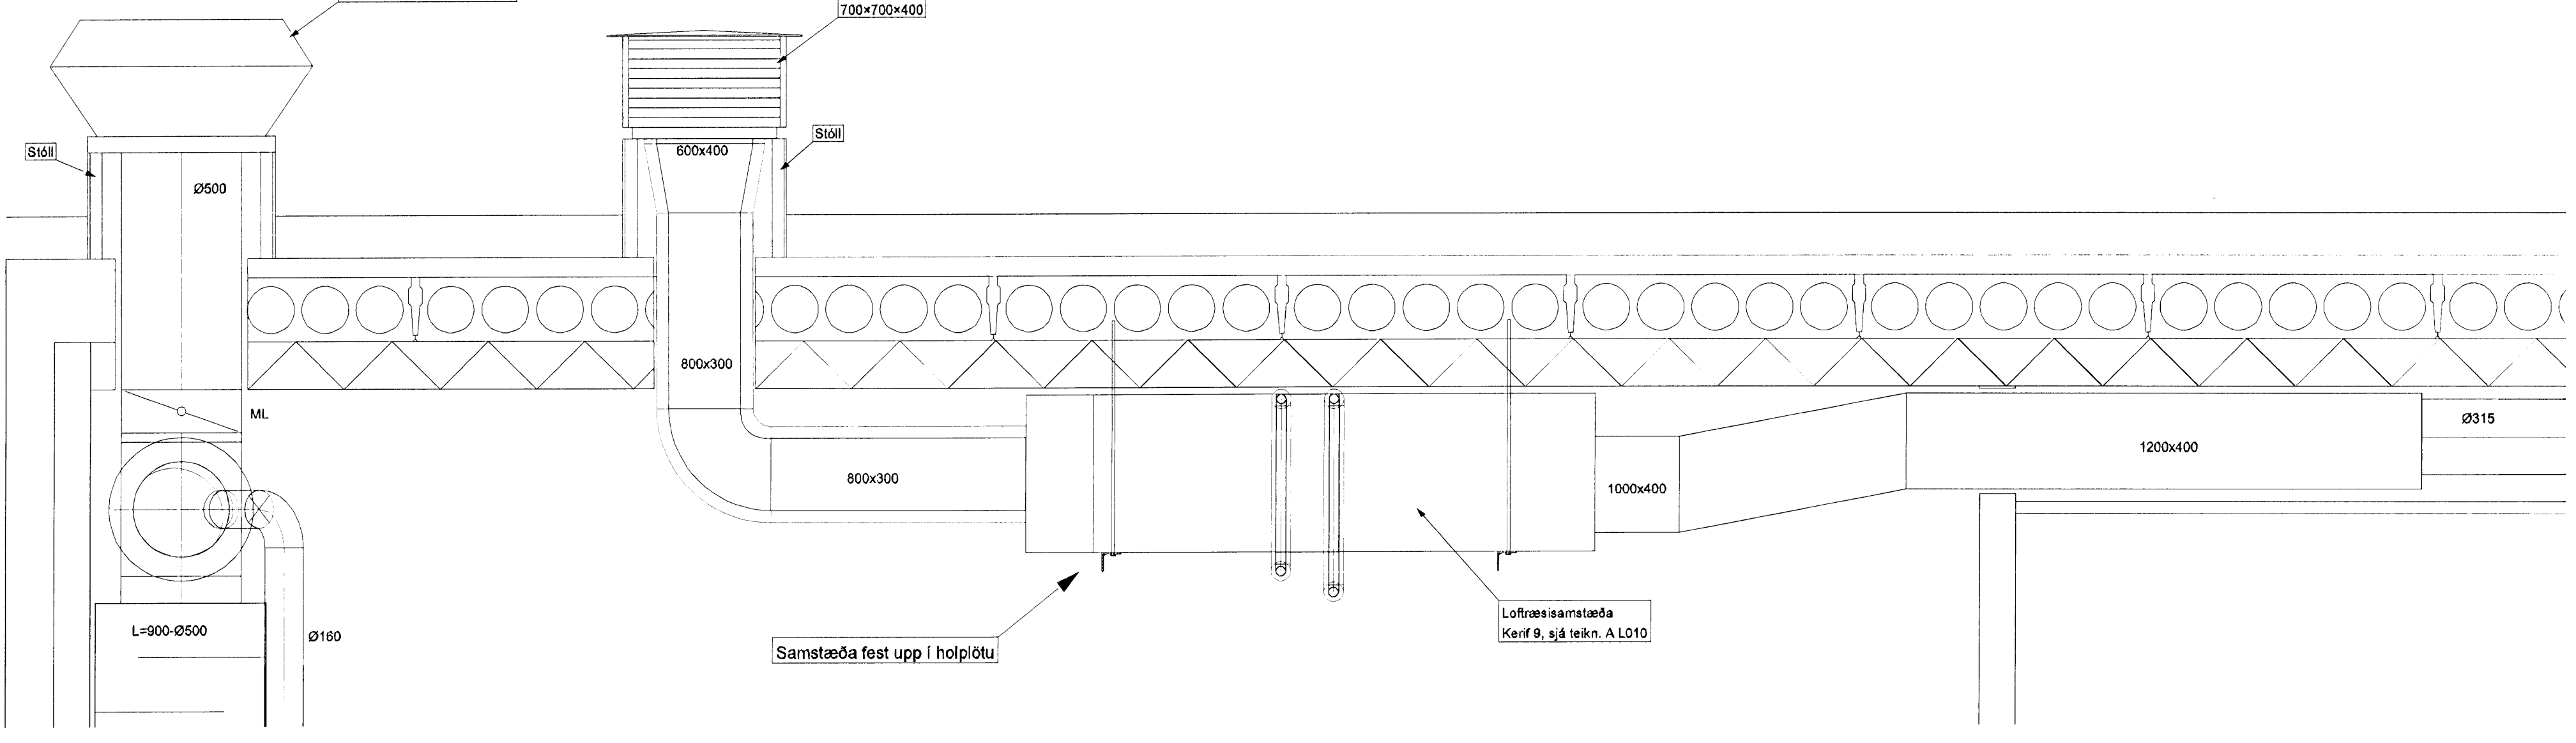 700×700×400
Stóll
Stóll
600x400
Ø500
800x300
ML
Ø315
1200x400
800x300
1000x400
L=900-Ø500
Ø160
Samstæða fest upp í holplötu
Loftræsisamstæða
Kerif 9, sjá teikn. A L010